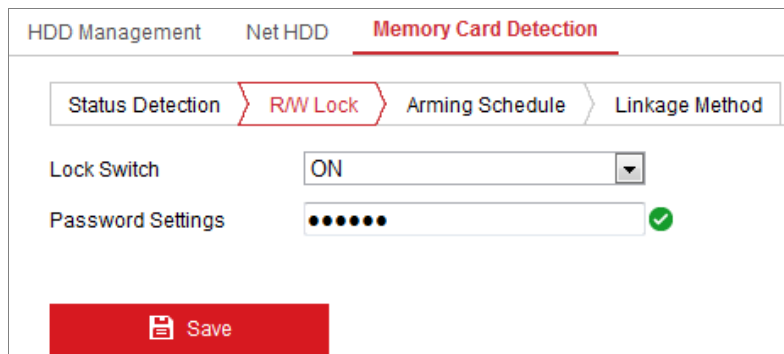 HDD Management Net HDD Memory Card Detection
Status Detection R/W Lock Arming Schedule Linkage Method
Lock Switch ON
Password Settings ••••••
Save